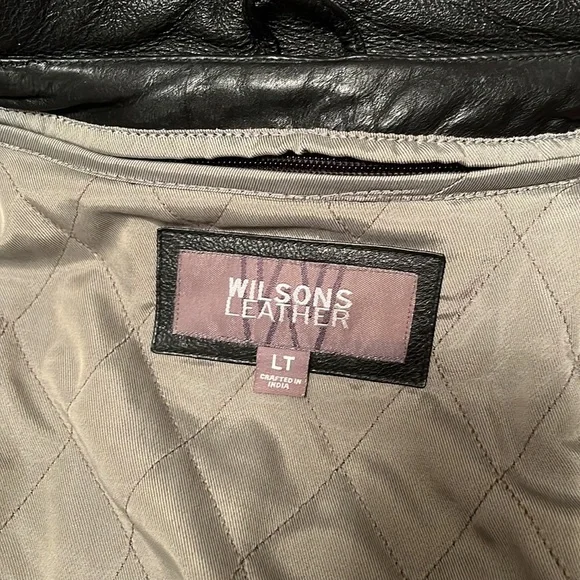 WILSONS
LEATHER
LT
CRAFTED IN
INDIA